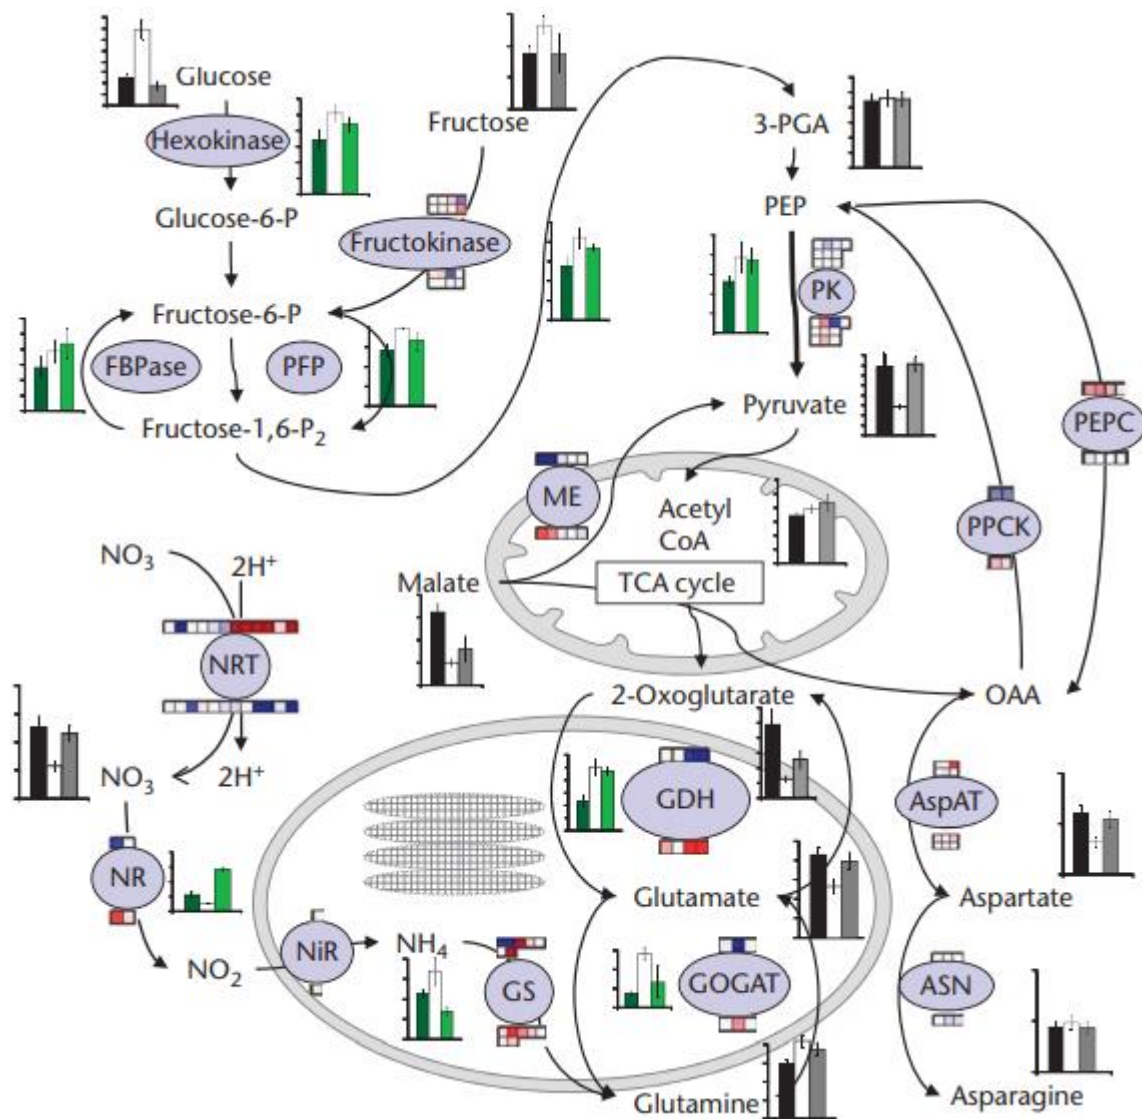 Glucose
Hexokinase
Glucose-6-P
Fructose
Fructokinase
Fructose-6-P
FBPase
PFP
Fructose-1,6-P₂
3-PGA
PEP
PK
Pyruvate
PEPC
PPCK
ME
Acetyl
CoA
TCA cycle
Malate
NO₃
2H⁺
NRT
NO₃
2H⁺
2-Oxoglutarate
OAA
GDH
AspAT
NR
Glutamate
Aspartate
NO₂
NiR
NH₄
GS
GOGAT
ASN
Glutamine
Asparagine